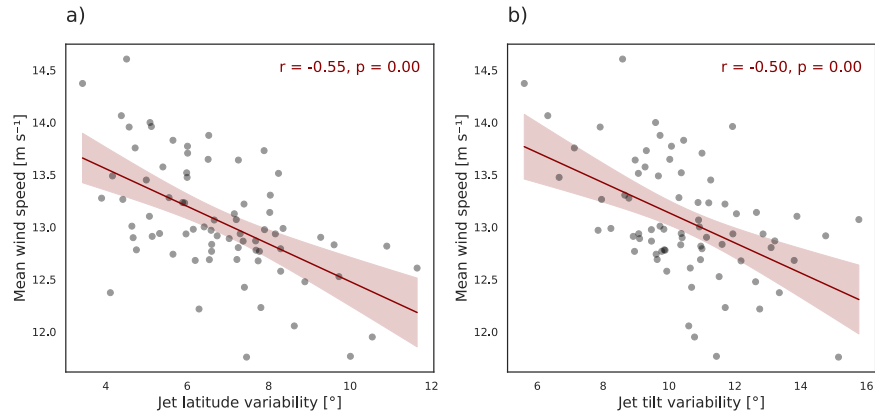 a)
r = -0.55, p = 0.00
Mean wind speed [m s⁻¹]
14.5
14.0
13.5
13.0
12.5
12.0
4
6
8
10
12
Jet latitude variability [°]
b)
r = -0.50, p = 0.00
Mean wind speed [m s⁻¹]
14.5
14.0
13.5
13.0
12.5
12.0
6
8
10
12
14
16
Jet tilt variability [°]